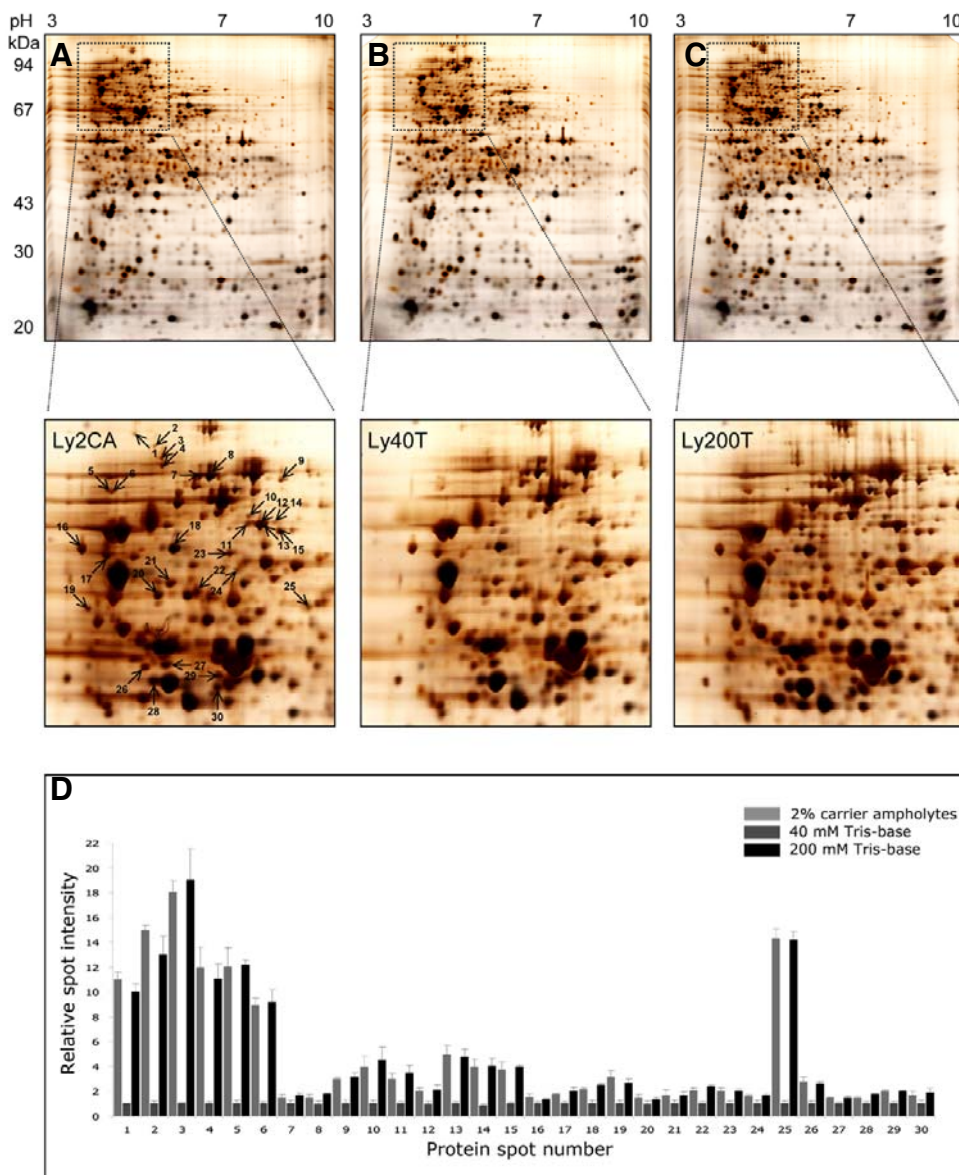 pH 3 7 10 3 7 10 3 7 10
kDa
A B C
94
67
43
30
20
Ly2CA Ly40T Ly200T
1 2 3 4 5 6 7 8 9 10 11 12 13 14 15 16 17 18 19 20 21 22 23 24 25 26 27 28 29 30
D
2% carrier ampholytes
40 mM Tris-base
200 mM Tris-base
Relative spot intensity
22
20
18
16
14
12
10
8
6
4
2
0
1 2 3 4 5 6 7 8 9 10 11 12 13 14 15 16 17 18 19 20 21 22 23 24 25 26 27 28 29 30
Protein spot number